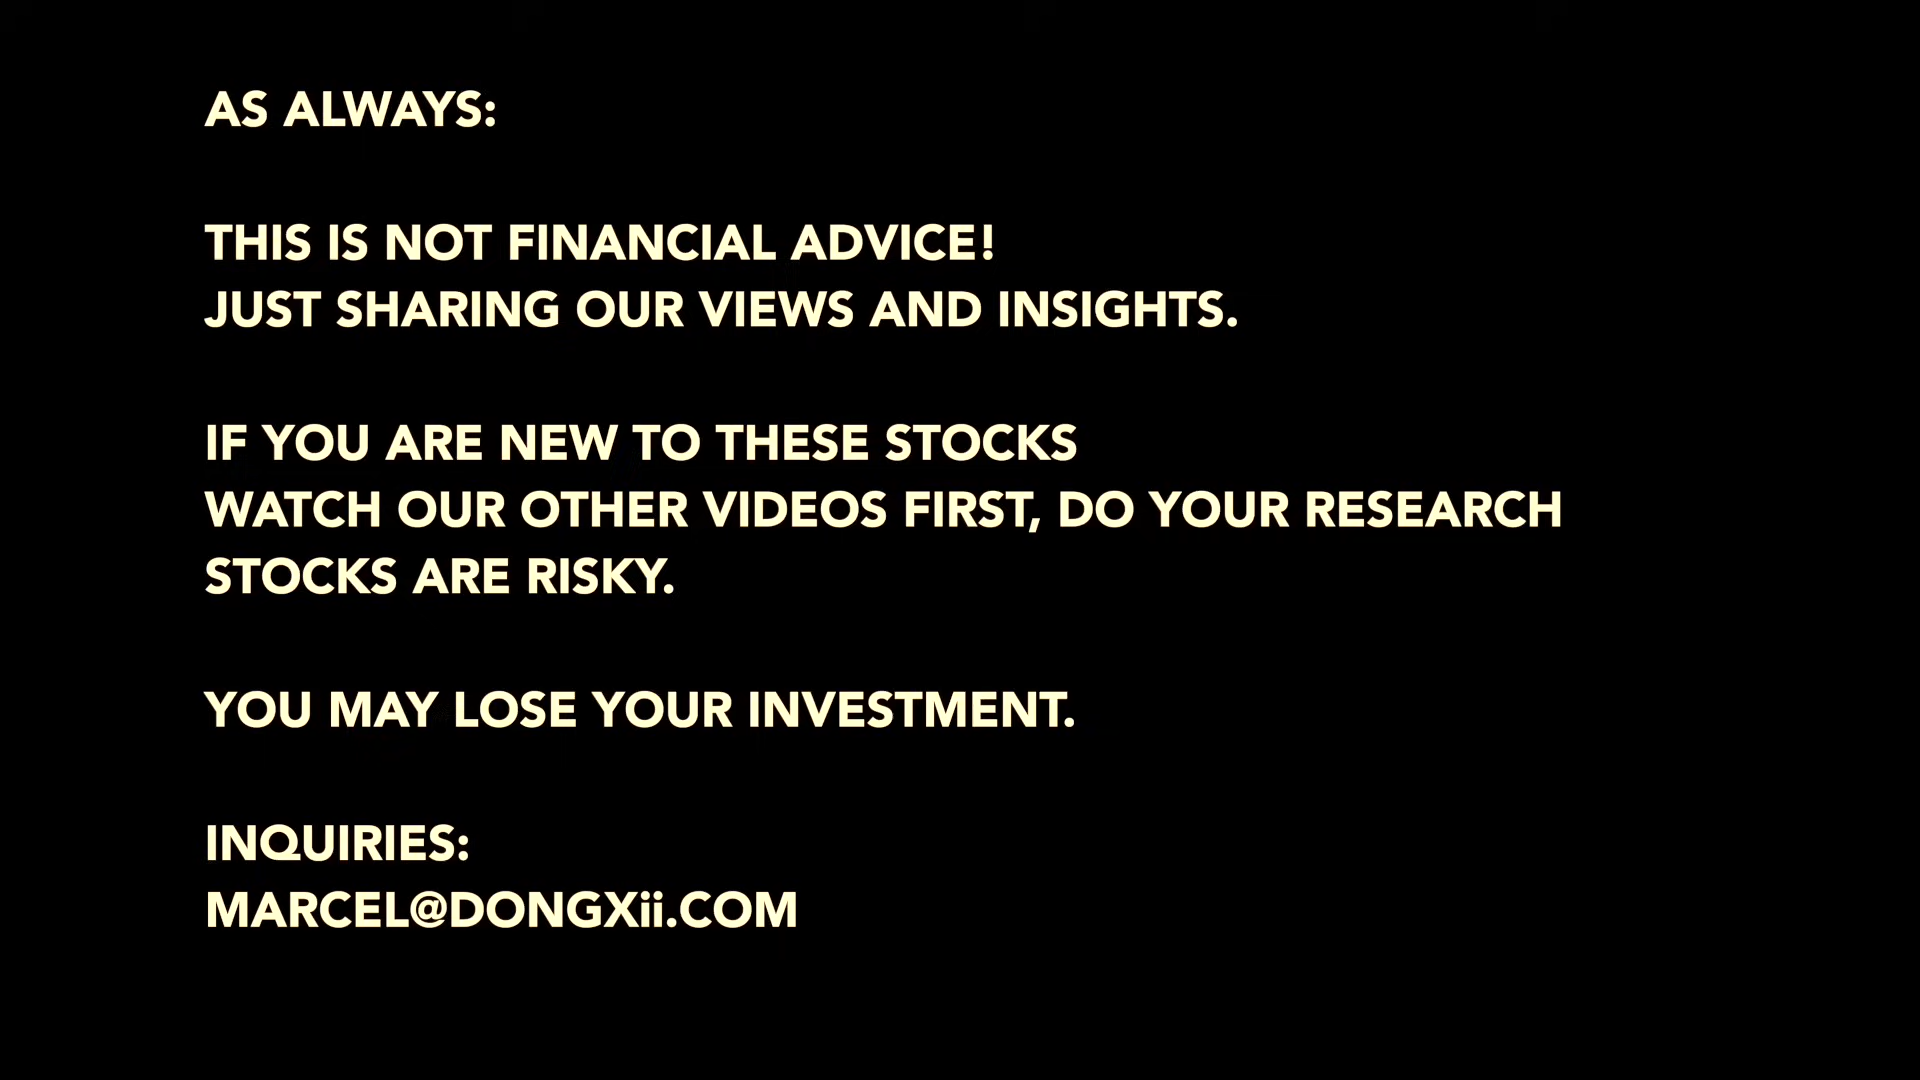 AS ALWAYS:
THIS IS NOT FINANCIAL ADVICE!
JUST SHARING OUR VIEWS AND INSIGHTS.
IF YOU ARE NEW TO THESE STOCKS
WATCH OUR OTHER VIDEOS FIRST, DO YOUR RESEARCH
STOCKS ARE RISKY.
YOU MAY LOSE YOUR INVESTMENT.
INQUIRIES:
MARCEL@DONGXii.COM